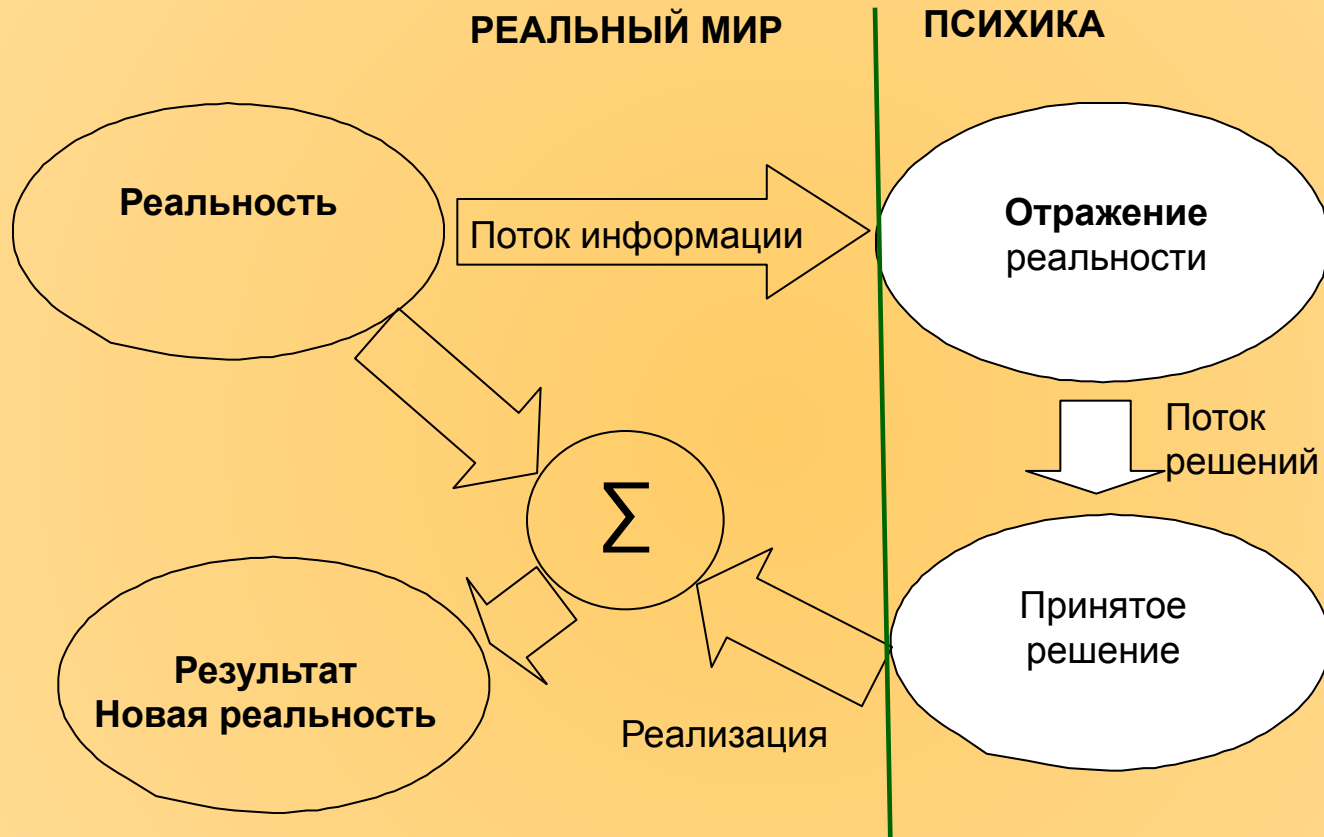 РЕАЛЬНЫЙ МИР
ПСИХИКА
Реальность
Поток информации
Отражение
реальности
Поток
решений
Σ
Принятое
решение
Результат
Новая реальность
Реализация